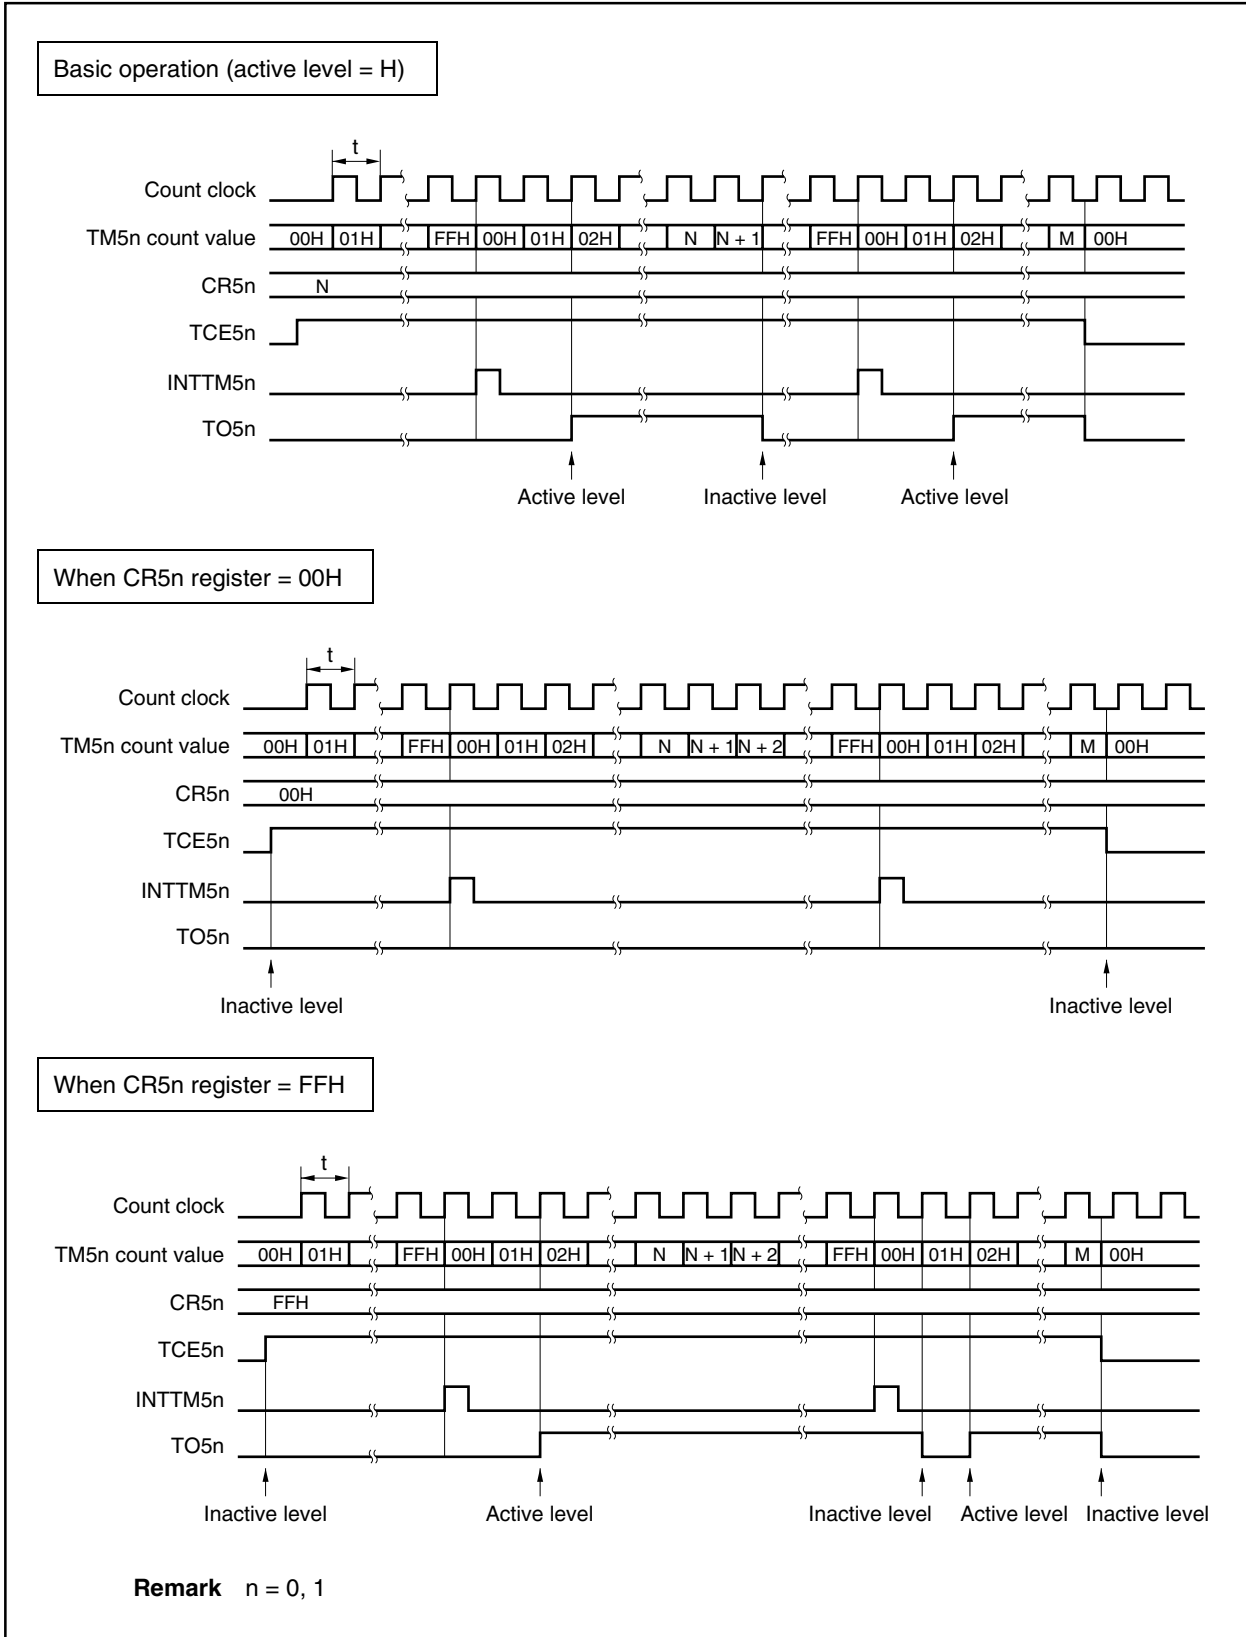 Basic operation (active level = H)
t
Count clock
TM5n count value 00H 01H FFH 00H 01H 02H N N + 1 FFH 00H 01H 02H M 00H
CR5n N
TCE5n
INTTM5n
TO5n
Active level Inactive level Active level
When CR5n register = 00H
t
Count clock
TM5n count value 00H 01H FFH 00H 01H 02H N N + 1 N + 2 FFH 00H 01H 02H M 00H
CR5n 00H
TCE5n
INTTM5n
TO5n
Inactive level Inactive level
When CR5n register = FFH
t
Count clock
TM5n count value 00H 01H FFH 00H 01H 02H N N + 1 N + 2 FFH 00H 01H 02H M 00H
CR5n FFH
TCE5n
INTTM5n
TO5n
Inactive level Active level Inactive level Active level Inactive level
Remark n = 0, 1